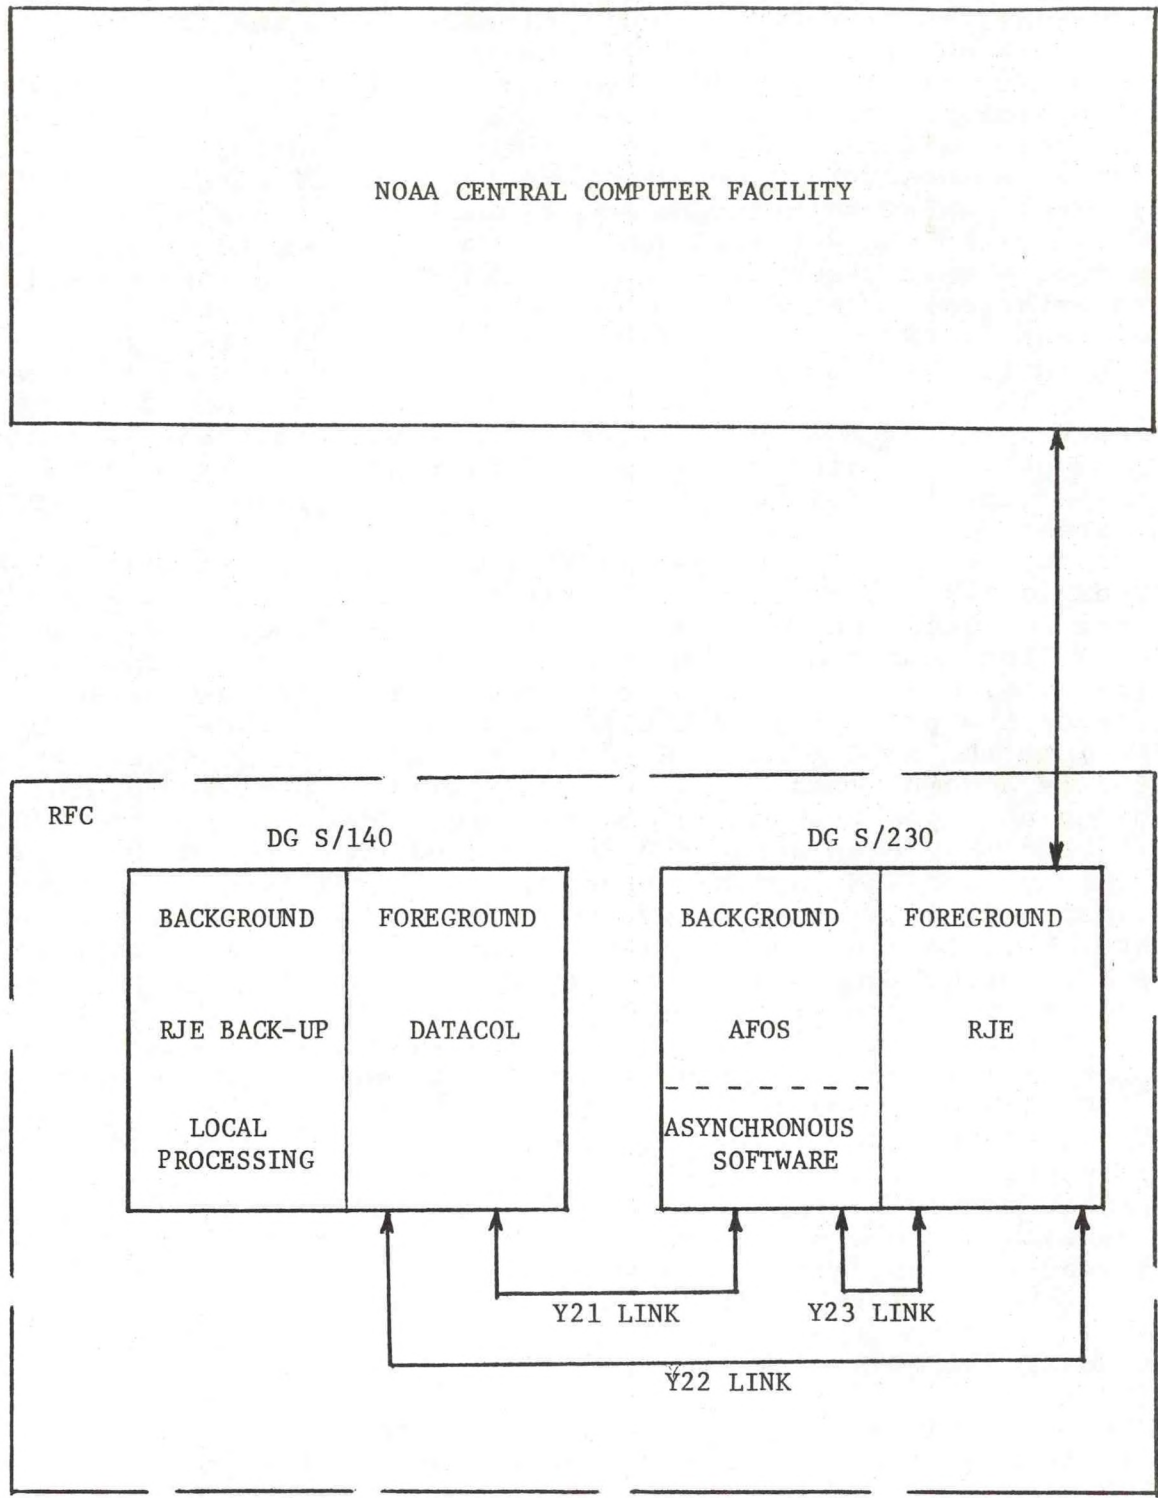 NOAA CENTRAL COMPUTER FACILITY
RFC
DG S/140
DG S/230
BACKGROUND
FOREGROUND
BACKGROUND
FOREGROUND
RJE BACK-UP
DATACOL
AFOS
RJE
LOCAL
PROCESSING
ASYNCHRONOUS
SOFTWARE
Y21 LINK
Y23 LINK
Y22 LINK